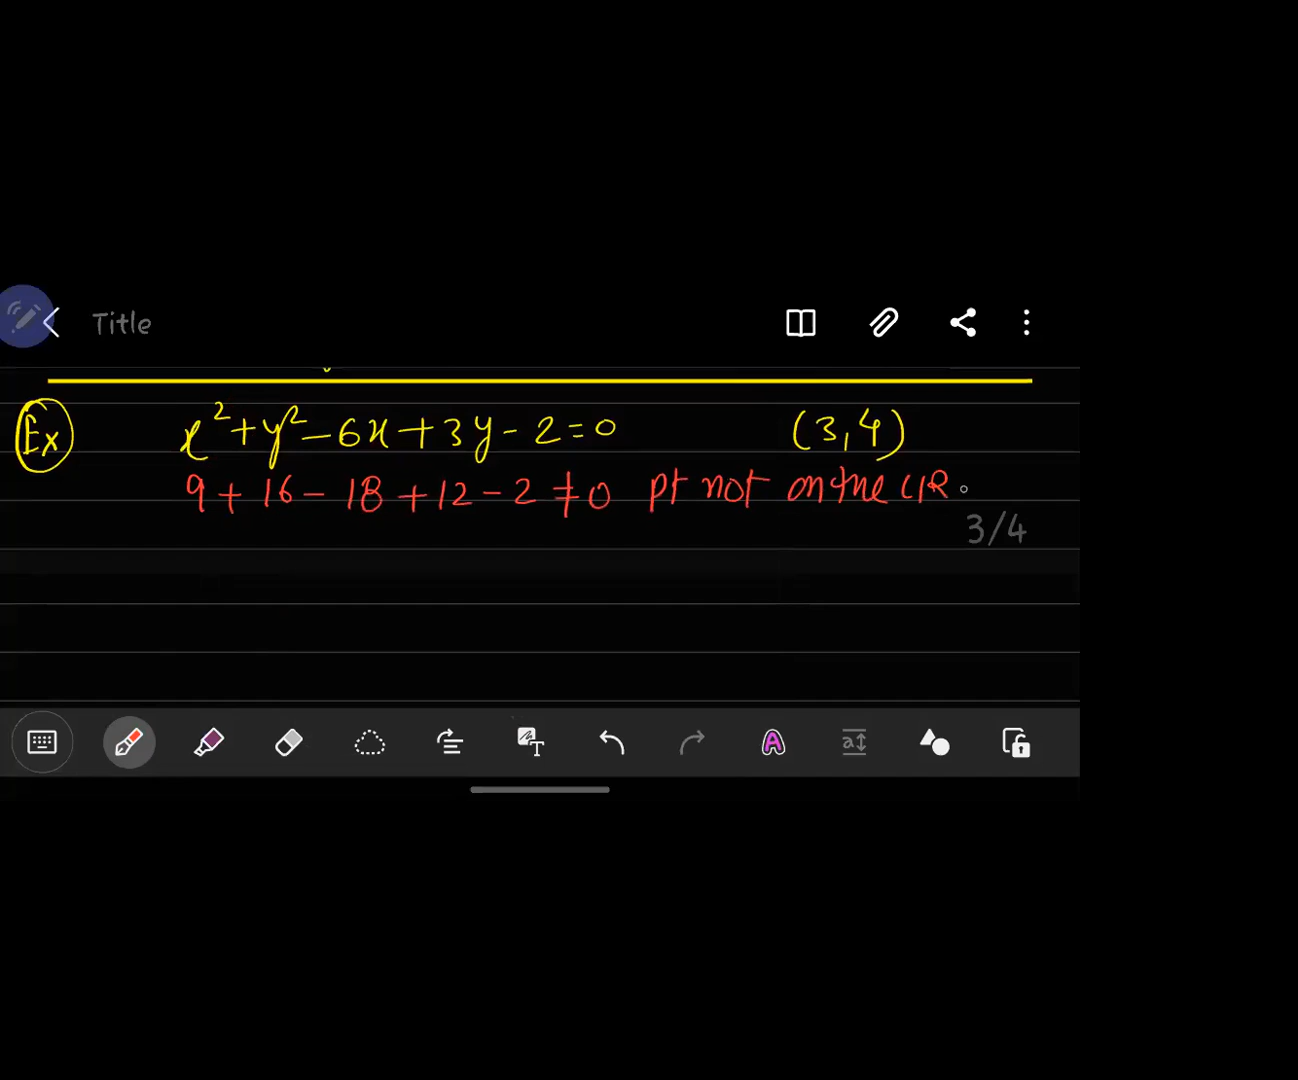 Title
Ex x²+y²-6x+3y-2=0 (3,4)
9+16-18+12-2≠0 pt not on the CIR
3/4